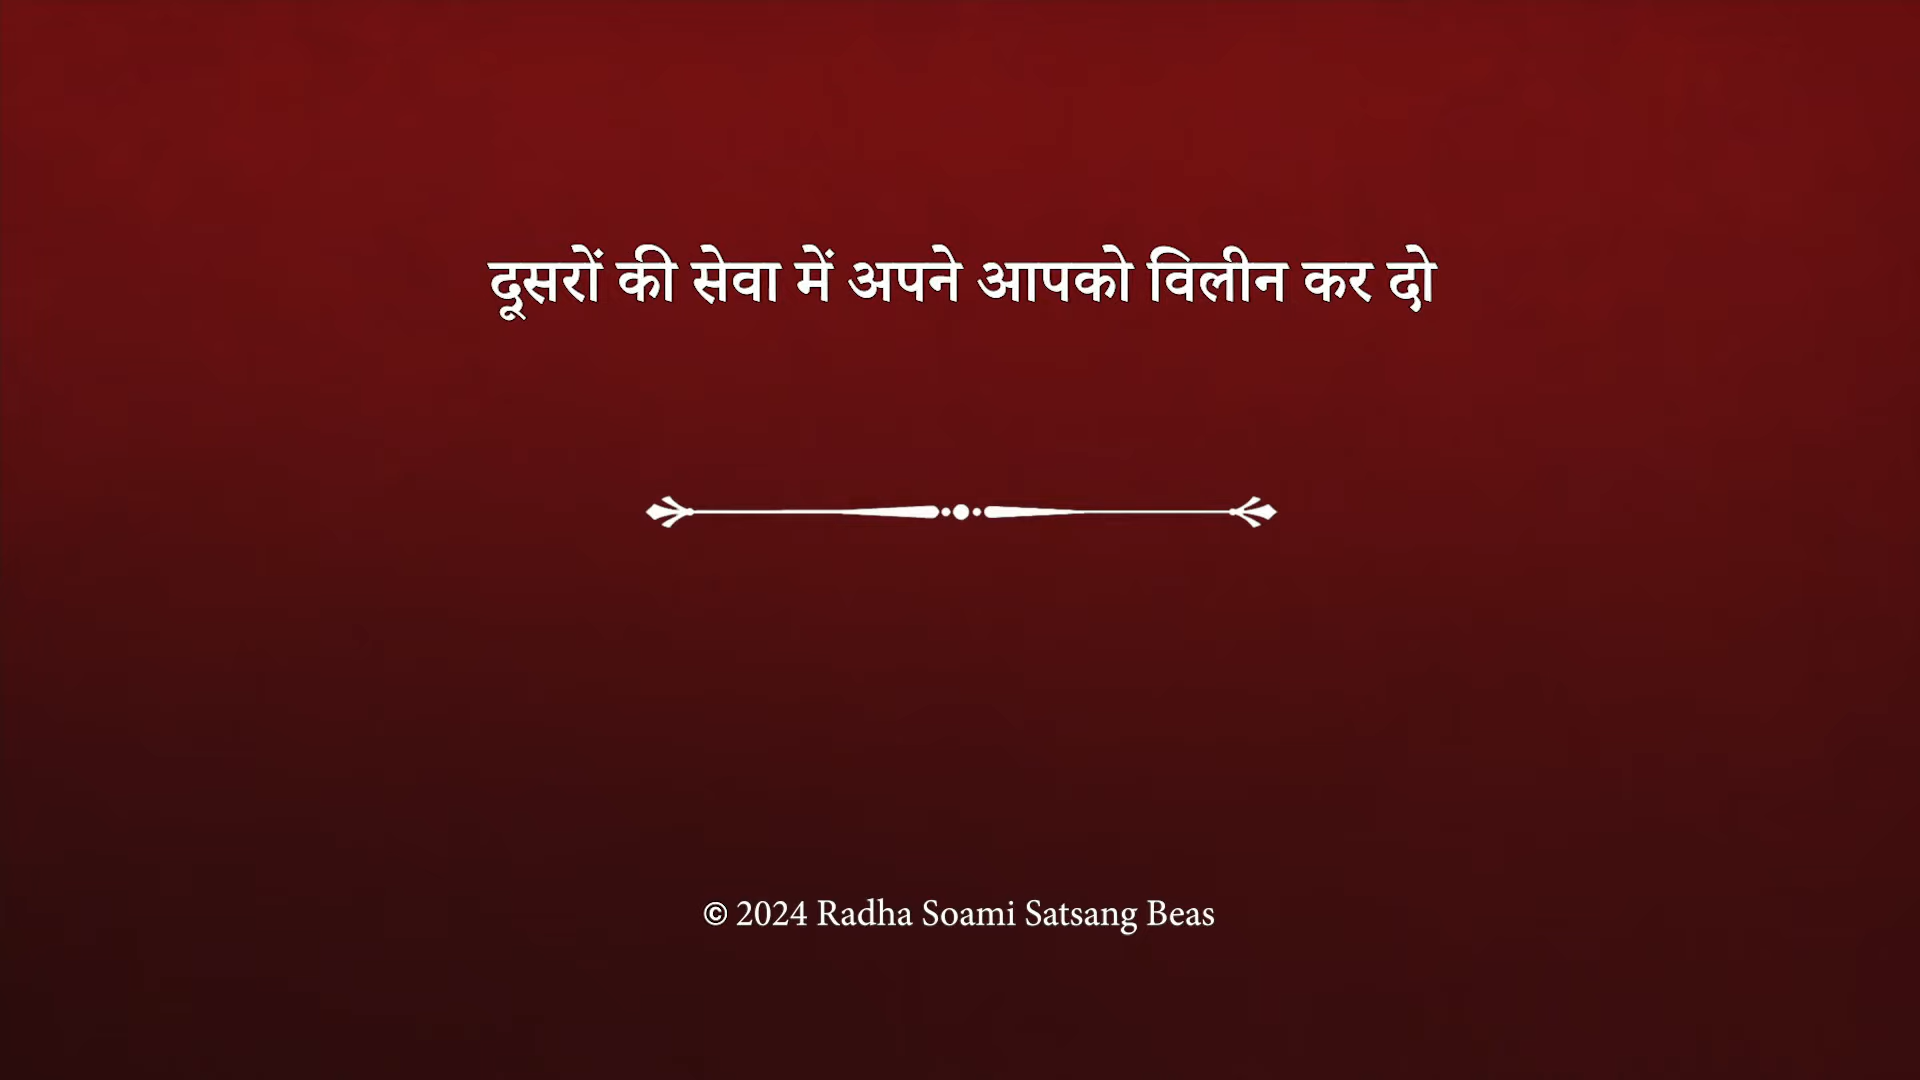 दूसरों की सेवा में अपने आपको विलीन कर दो
© 2024 Radha Soami Satsang Beas